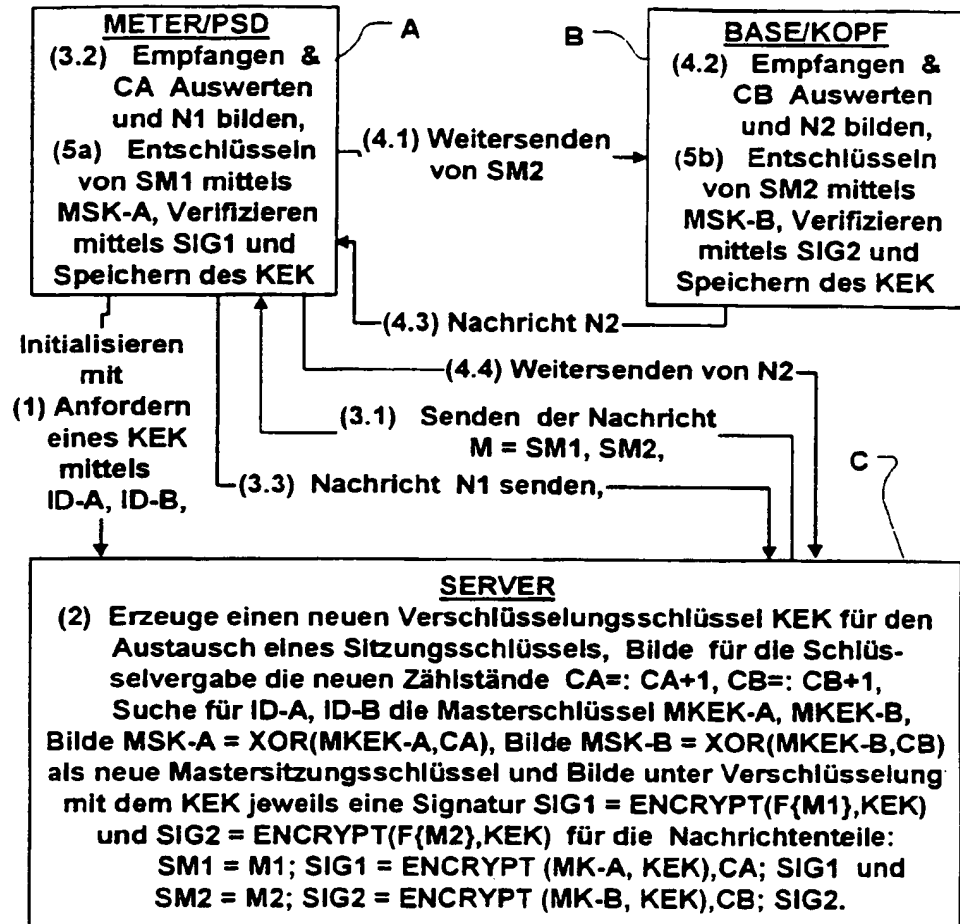 METER/PSD
(3.2) Empfangen &
CA Auswerten
und N1 bilden,
(5a) Entschlüsseln
von SM1 mittels
MSK-A, Verifizieren
mittels SIG1 und
Speichern des KEK
A
(4.1) Weitersenden
von SM2
B
BASE/KOPF
(4.2) Empfangen &
CB Auswerten
und N2 bilden,
(5b) Entschlüsseln
von SM2 mittels
MSK-B, Verifizieren
mittels SIG2 und
Speichern des KEK
(4.3) Nachricht N2
(4.4) Weitersenden von N2
Initialisieren
mit
(1) Anfordern
eines KEK
mittels
ID-A, ID-B,
(3.1) Senden der Nachricht
M = SM1, SM2,
(3.3) Nachricht N1 senden,
C
SERVER
(2) Erzeuge einen neuen Verschlüsselungsschlüssel KEK für den
Austausch eines Sitzungsschlüssels, Bilde für die Schlüs-
selvergabe die neuen Zählstände CA=: CA+1, CB=: CB+1,
Suche für ID-A, ID-B die Masterschlüssel MKEK-A, MKEK-B,
Bilde MSK-A = XOR(MKEK-A,CA), Bilde MSK-B = XOR(MKEK-B,CB)
als neue Mastersitzungsschlüssel und Bilde unter Verschlüsselung
mit dem KEK jeweils eine Signatur SIG1 = ENCRYPT(F{M1},KEK)
und SIG2 = ENCRYPT(F{M2},KEK) für die Nachrichtenteile:
SM1 = M1; SIG1 = ENCRYPT (MK-A, KEK),CA; SIG1 und
SM2 = M2; SIG2 = ENCRYPT (MK-B, KEK),CB; SIG2.